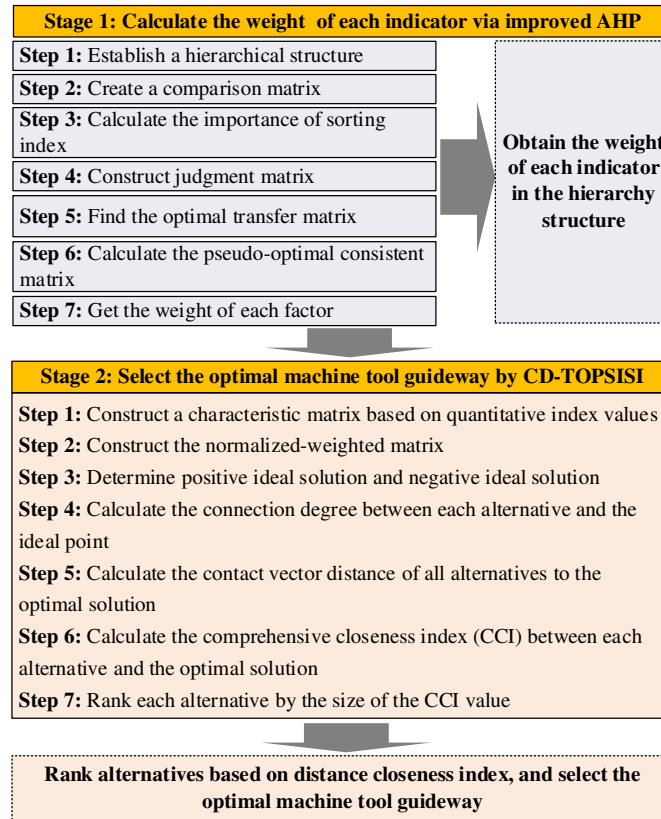 Stage 1: Calculate the weight of each indicator via improved AHP
Step 1: Establish a hierarchical structure
Step 2: Create a comparison matrix
Step 3: Calculate the importance of sorting
index
Step 4: Construct judgment matrix
Step 5: Find the optimal transfer matrix
Step 6: Calculate the pseudo-optimal consistent
matrix
Step 7: Get the weight of each factor
Obtain the weight
of each indicator
in the hierarchy
structure
Stage 2: Select the optimal machine tool guideway by CD-TOPSISI
Step 1: Construct a characteristic matrix based on quantitative index values
Step 2: Construct the normalized-weighted matrix
Step 3: Determine positive ideal solution and negative ideal solution
Step 4: Calculate the connection degree between each alternative and the
ideal point
Step 5: Calculate the contact vector distance of all alternatives to the
optimal solution
Step 6: Calculate the comprehensive closeness index (CCI) between each
alternative and the optimal solution
Step 7: Rank each alternative by the size of the CCI value
Rank alternatives based on distance closeness index, and select the
optimal machine tool guideway